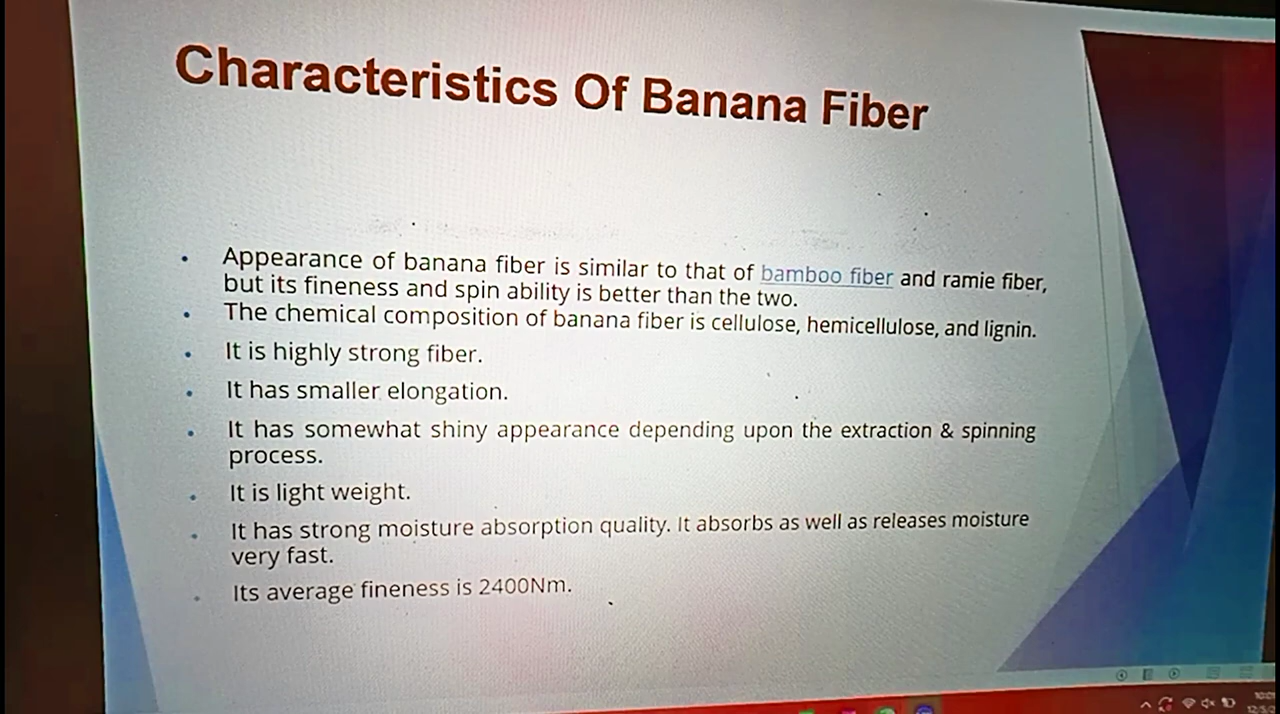 Characteristics Of Banana Fiber
• Appearance of banana fiber is similar to that of bamboo fiber and ramie fiber,
but its fineness and spin ability is better than the two.
• The chemical composition of banana fiber is cellulose, hemicellulose, and lignin.
• It is highly strong fiber.
• It has smaller elongation.
• It has somewhat shiny appearance depending upon the extraction & spinning
process.
• It is light weight.
• It has strong moisture absorption quality. It absorbs as well as releases moisture
very fast.
• Its average fineness is 2400Nm.